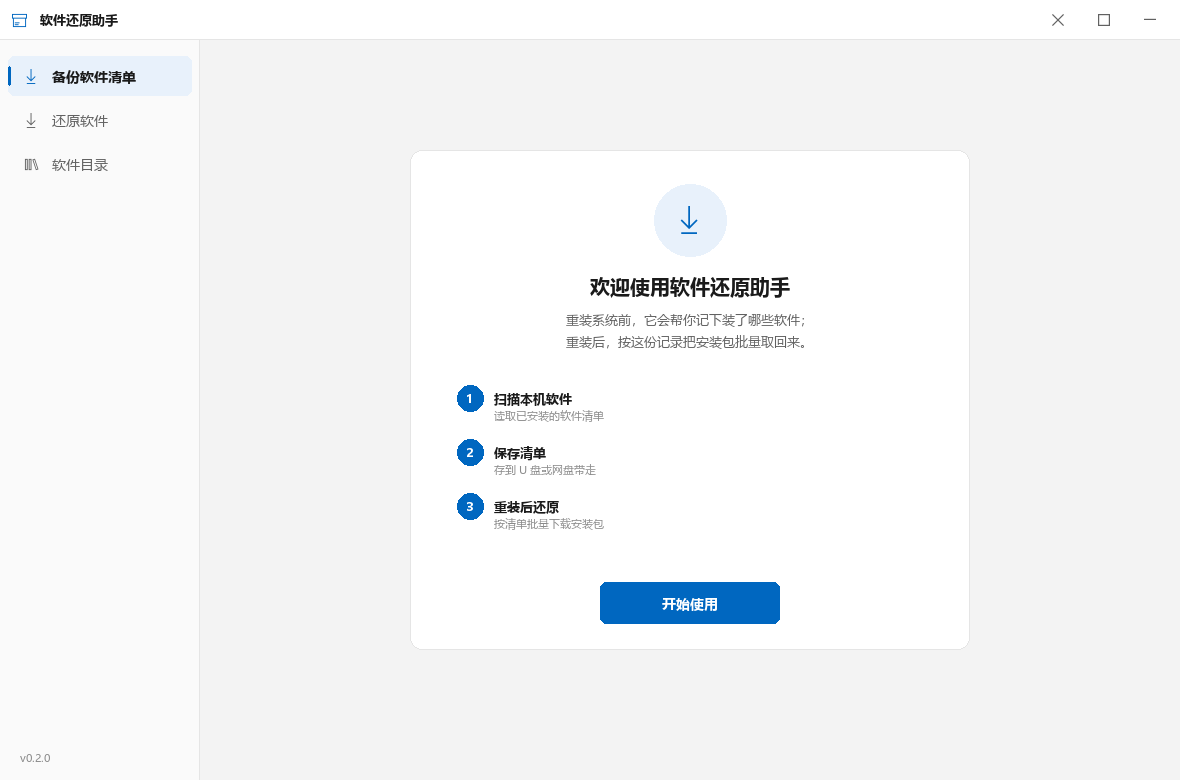 软件还原助手
备份软件清单
还原软件
软件目录
欢迎使用软件还原助手
重装系统前，它会帮你记下装了哪些软件；
重装后，按这份记录把安装包批量取回来。
1 扫描本机软件
读取已安装的软件清单
2 保存清单
存到 U 盘或网盘带走
3 重装后还原
按清单批量下载安装包
开始使用
v0.2.0